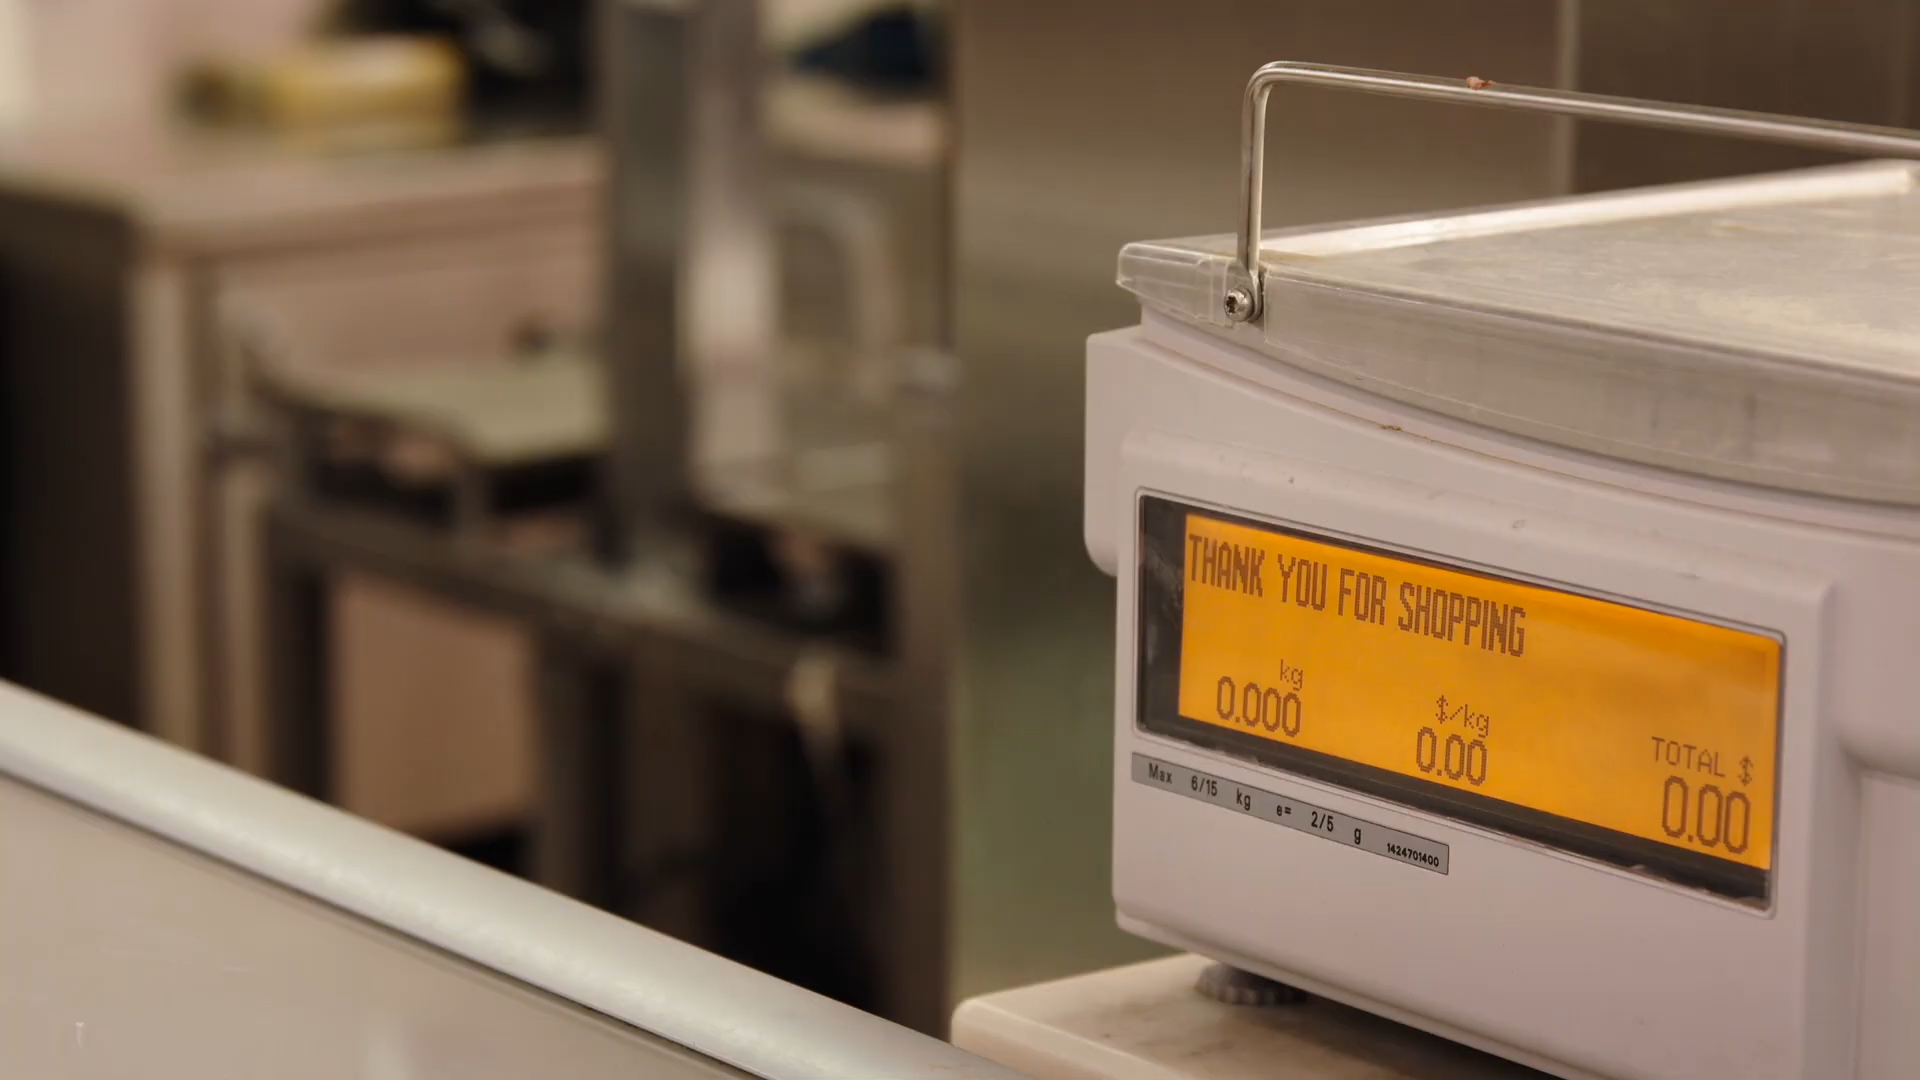 THANK YOU FOR SHOPPING
kg $/kg TOTAL $
0.000 0.00 0.00
Max 6/15 kg e= 2/5 g 1424701400